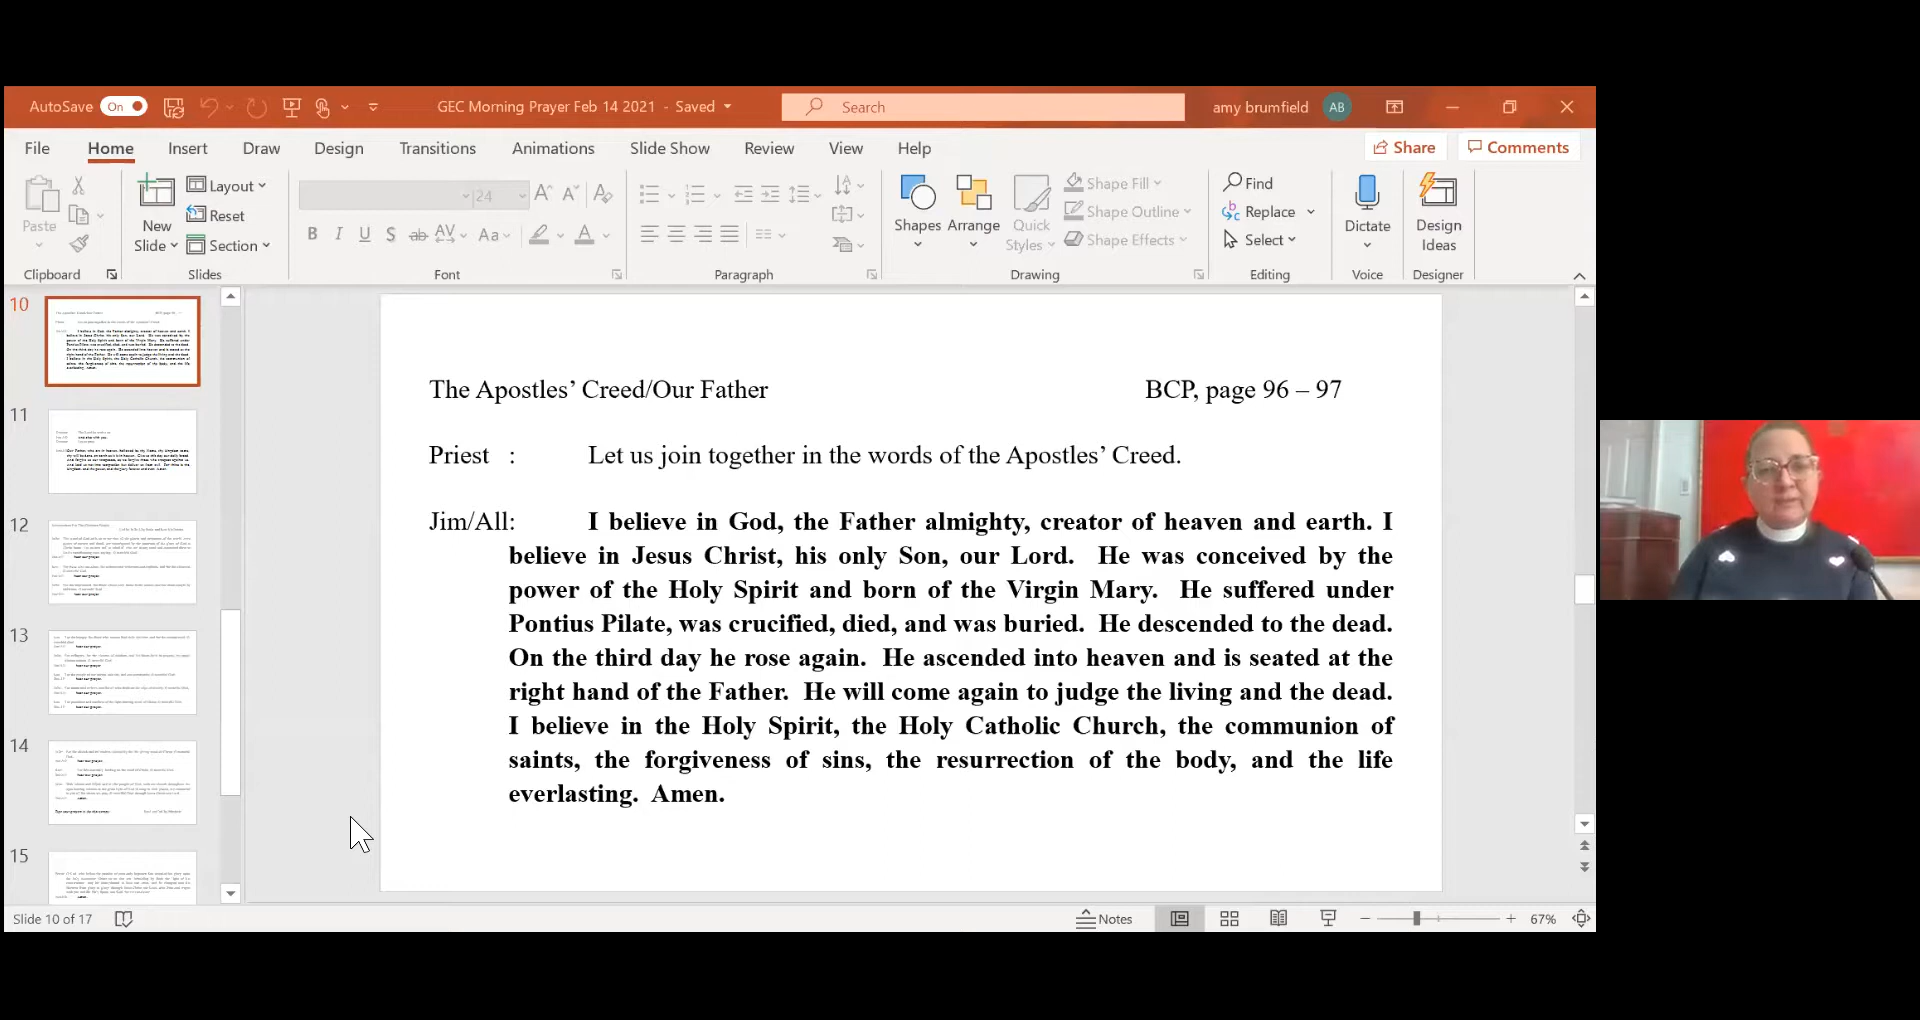 AutoSave On GEC Morning Prayer Feb 14 2021 - Saved Search amy brumfield AB
File Home Insert Draw Design Transitions Animations Slide Show Review View Help Share Comments
Paste
New
Slide
Layout
Reset
Section
24
B I U S ab AV Aa A
Shapes
Arrange
Quick
Styles
Shape Fill
Shape Outline
Shape Effects
Find
Replace
Select
Dictate
Design
Ideas
Clipboard Slides Font Paragraph Drawing Editing Voice Designer
10
11
12
13
14
15
The Apostles’ Creed/Our Father BCP, page 96 – 97
Priest : Let us join together in the words of the Apostles’ Creed.
Jim/All: I believe in God, the Father almighty, creator of heaven and earth. I
believe in Jesus Christ, his only Son, our Lord. He was conceived by the
power of the Holy Spirit and born of the Virgin Mary. He suffered under
Pontius Pilate, was crucified, died, and was buried. He descended to the dead.
On the third day he rose again. He ascended into heaven and is seated at the
right hand of the Father. He will come again to judge the living and the dead.
I believe in the Holy Spirit, the Holy Catholic Church, the communion of
saints, the forgiveness of sins, the resurrection of the body, and the life
everlasting. Amen.
Slide 10 of 17 Notes 67%